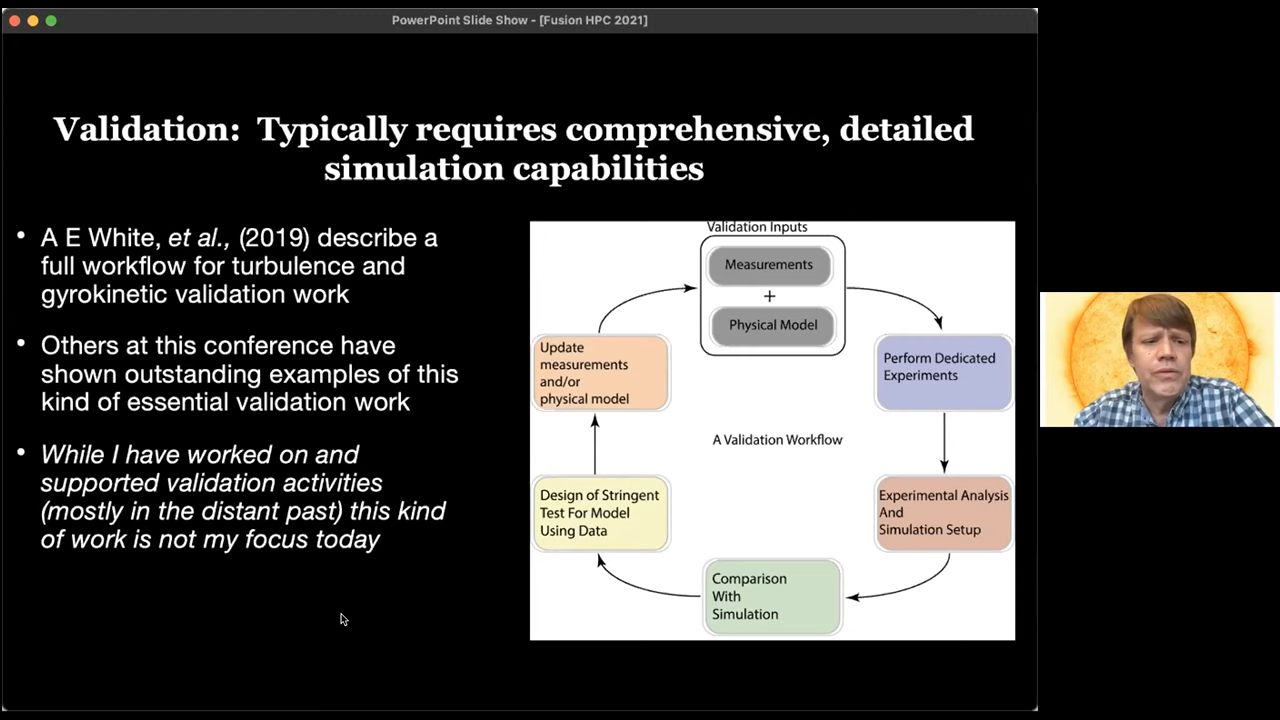 PowerPoint Slide Show - [Fusion HPC 2021]
Validation: Typically requires comprehensive, detailed
simulation capabilities
• A E White, et al., (2019) describe a
full workflow for turbulence and
gyrokinetic validation work
• Others at this conference have
shown outstanding examples of this
kind of essential validation work
• While I have worked on and
supported validation activities
(mostly in the distant past) this kind
of work is not my focus today
Validation Inputs
Measurements
+
Physical Model
Perform Dedicated
Experiments
Experimental Analysis
And
Simulation Setup
Comparison
With
Simulation
Design of Stringent
Test For Model
Using Data
Update
measurements
and/or
physical model
A Validation Workflow